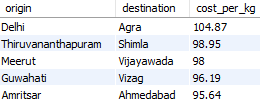 origin destination cost_per_kg
Delhi Agra 104.87
Thiruvananthapuram Shimla 98.95
Meerut Vijayawada 98
Guwahati Vizag 96.19
Amritsar Ahmedabad 95.64